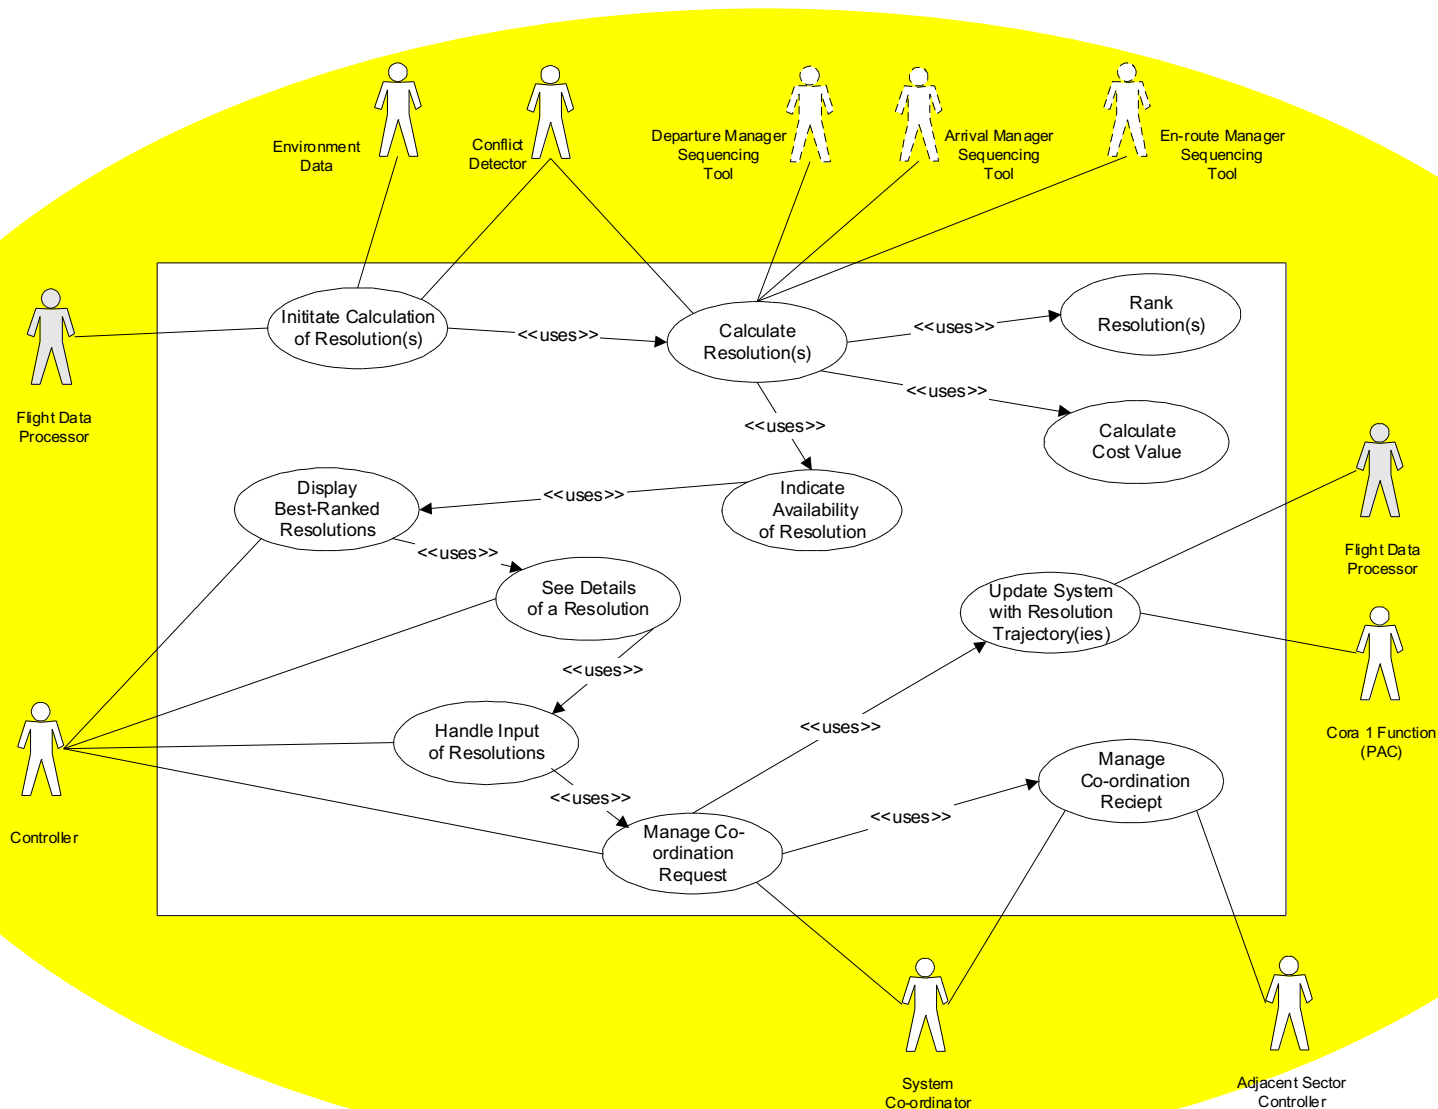 Environment
Data
Conflict
Detector
Departure Manager
Sequencing
Tool
Arrival Manager
Sequencing
Tool
En-route Manager
Sequencing
Tool
Flight Data
Processor
Inititate Calculation
of Resolution(s)
<<uses>>
Calculate
Resolution(s)
<<uses>>
Rank
Resolution(s)
<<uses>>
Calculate
Cost Value
<<uses>>
Indicate
Availability
of Resolution
<<uses>>
Display
Best-Ranked
Resolutions
<<uses>>
See Details
of a Resolution
<<uses>>
Handle Input
of Resolutions
<<uses>>
Manage Co-
ordination
Request
<<uses>>
Update System
with Resolution
Trajectory(ies)
<<uses>>
Manage
Co-ordination
Reciept
Flight Data
Processor
Cora 1 Function
(PAC)
Controller
System
Co-ordinator
Adjacent Sector
Controller